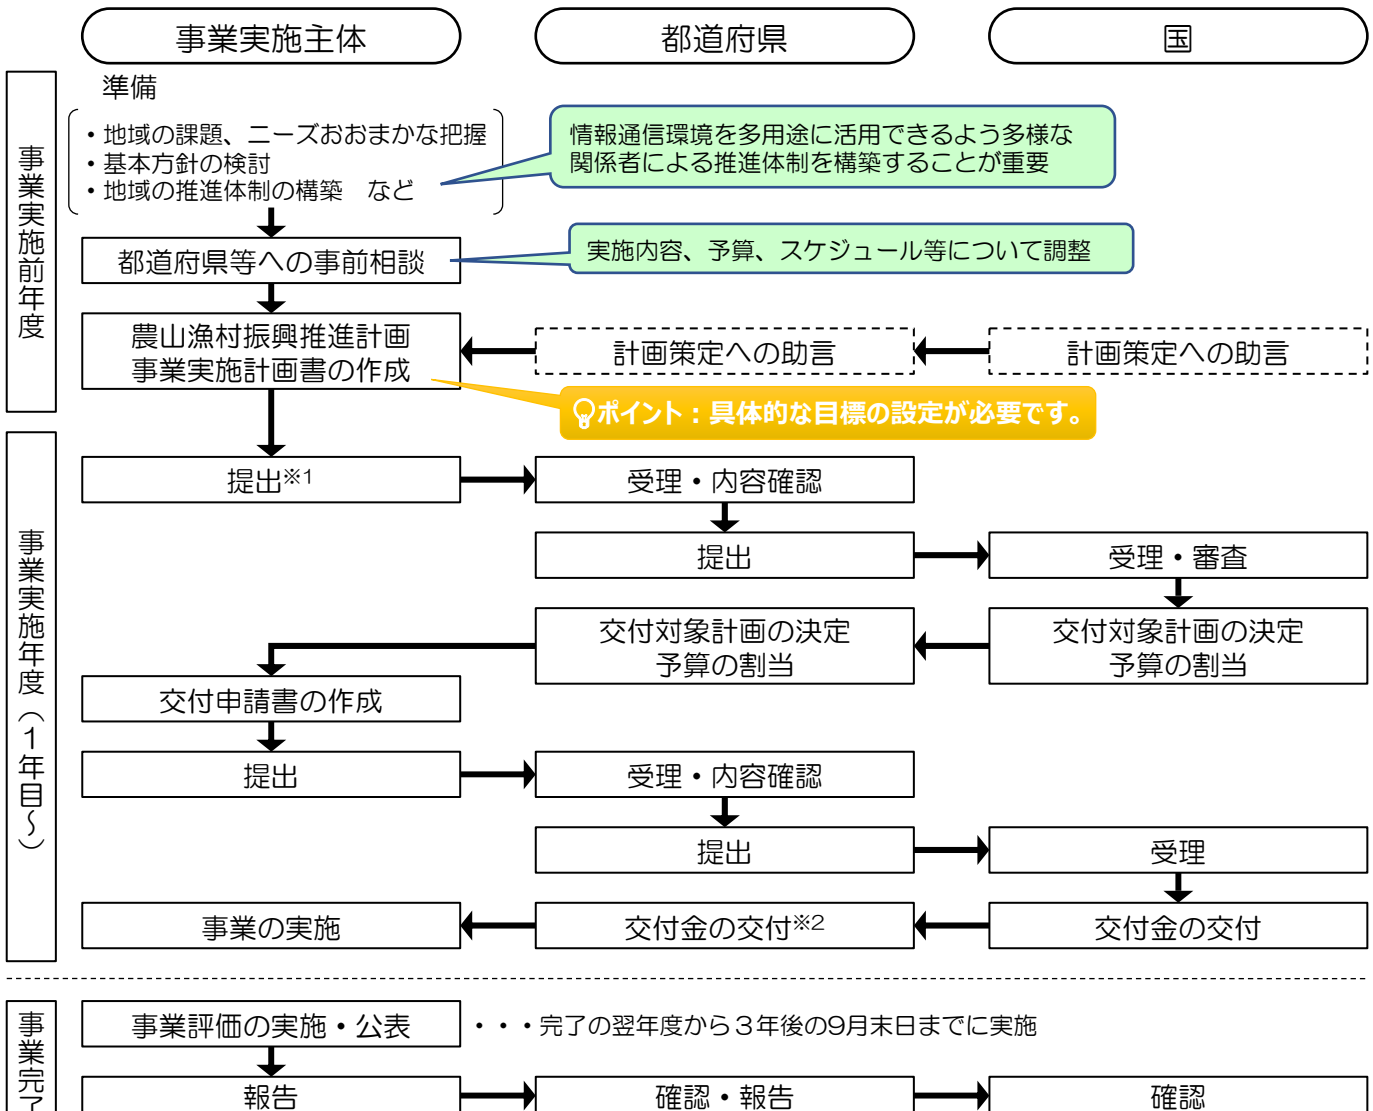 事業実施主体
都道府県
国
事業実施前年度
準備
・地域の課題、ニーズおおまかな把握
・基本方針の検討
・地域の推進体制の構築　など
情報通信環境を多用途に活用できるよう多様な
関係者による推進体制を構築することが重要
都道府県等への事前相談
実施内容、予算、スケジュール等について調整
農山漁村振興推進計画
事業実施計画書の作成
計画策定への助言
計画策定への助言
ポイント：具体的な目標の設定が必要です。
事業実施年度（1年目～）
提出※1
受理・内容確認
提出
受理・審査
交付対象計画の決定
予算の割当
交付対象計画の決定
予算の割当
交付申請書の作成
提出
受理・内容確認
提出
受理
事業の実施
交付金の交付※2
交付金の交付
事業完了
事業評価の実施・公表
・・・完了の翌年度から３年後の9月末日までに実施
報告
確認・報告
確認